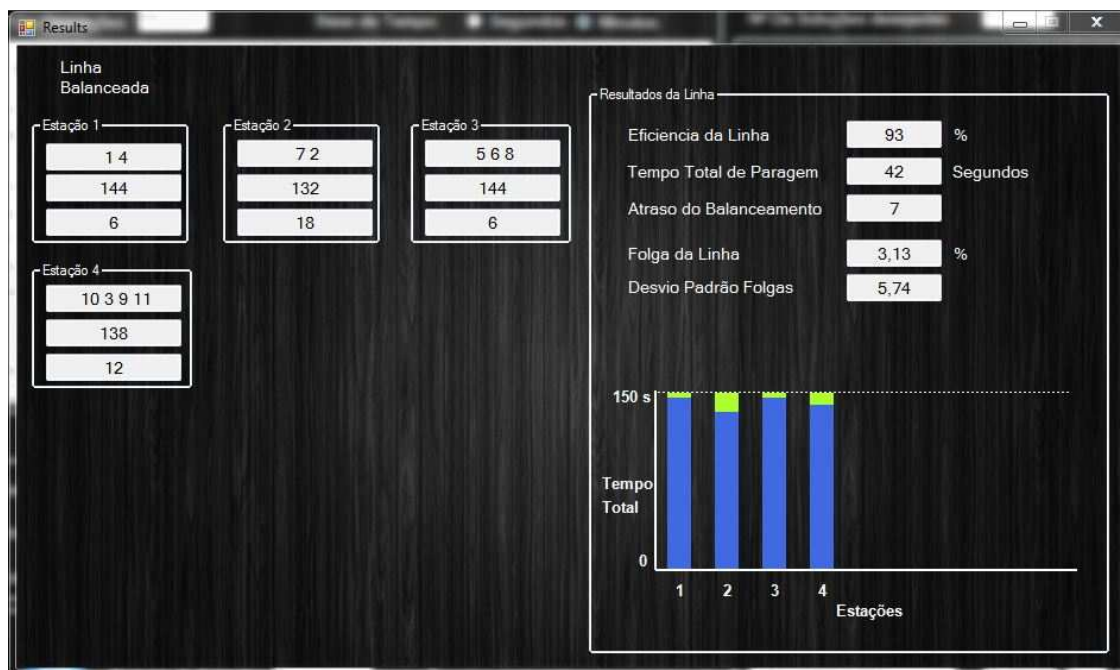 Results
Linha
Balanceada
Estação 1
1 4
144
6
Estação 2
7 2
132
18
Estação 3
5 6 8
144
6
Estação 4
10 3 9 11
138
12
Resultados da Linha
Eficiencia da Linha 93 %
Tempo Total de Paragem 42 Segundos
Atraso do Balanceamento 7
Folga da Linha 3,13 %
Desvio Padrão Folgas 5,74
150 s
Tempo
Total
0
1 2 3 4
Estações